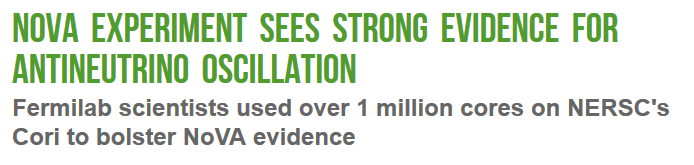 NOVA EXPERIMENT SEES STRONG EVIDENCE FOR
ANTINEUTRINO OSCILLATION
Fermilab scientists used over 1 million cores on NERSC's
Cori to bolster NoVA evidence